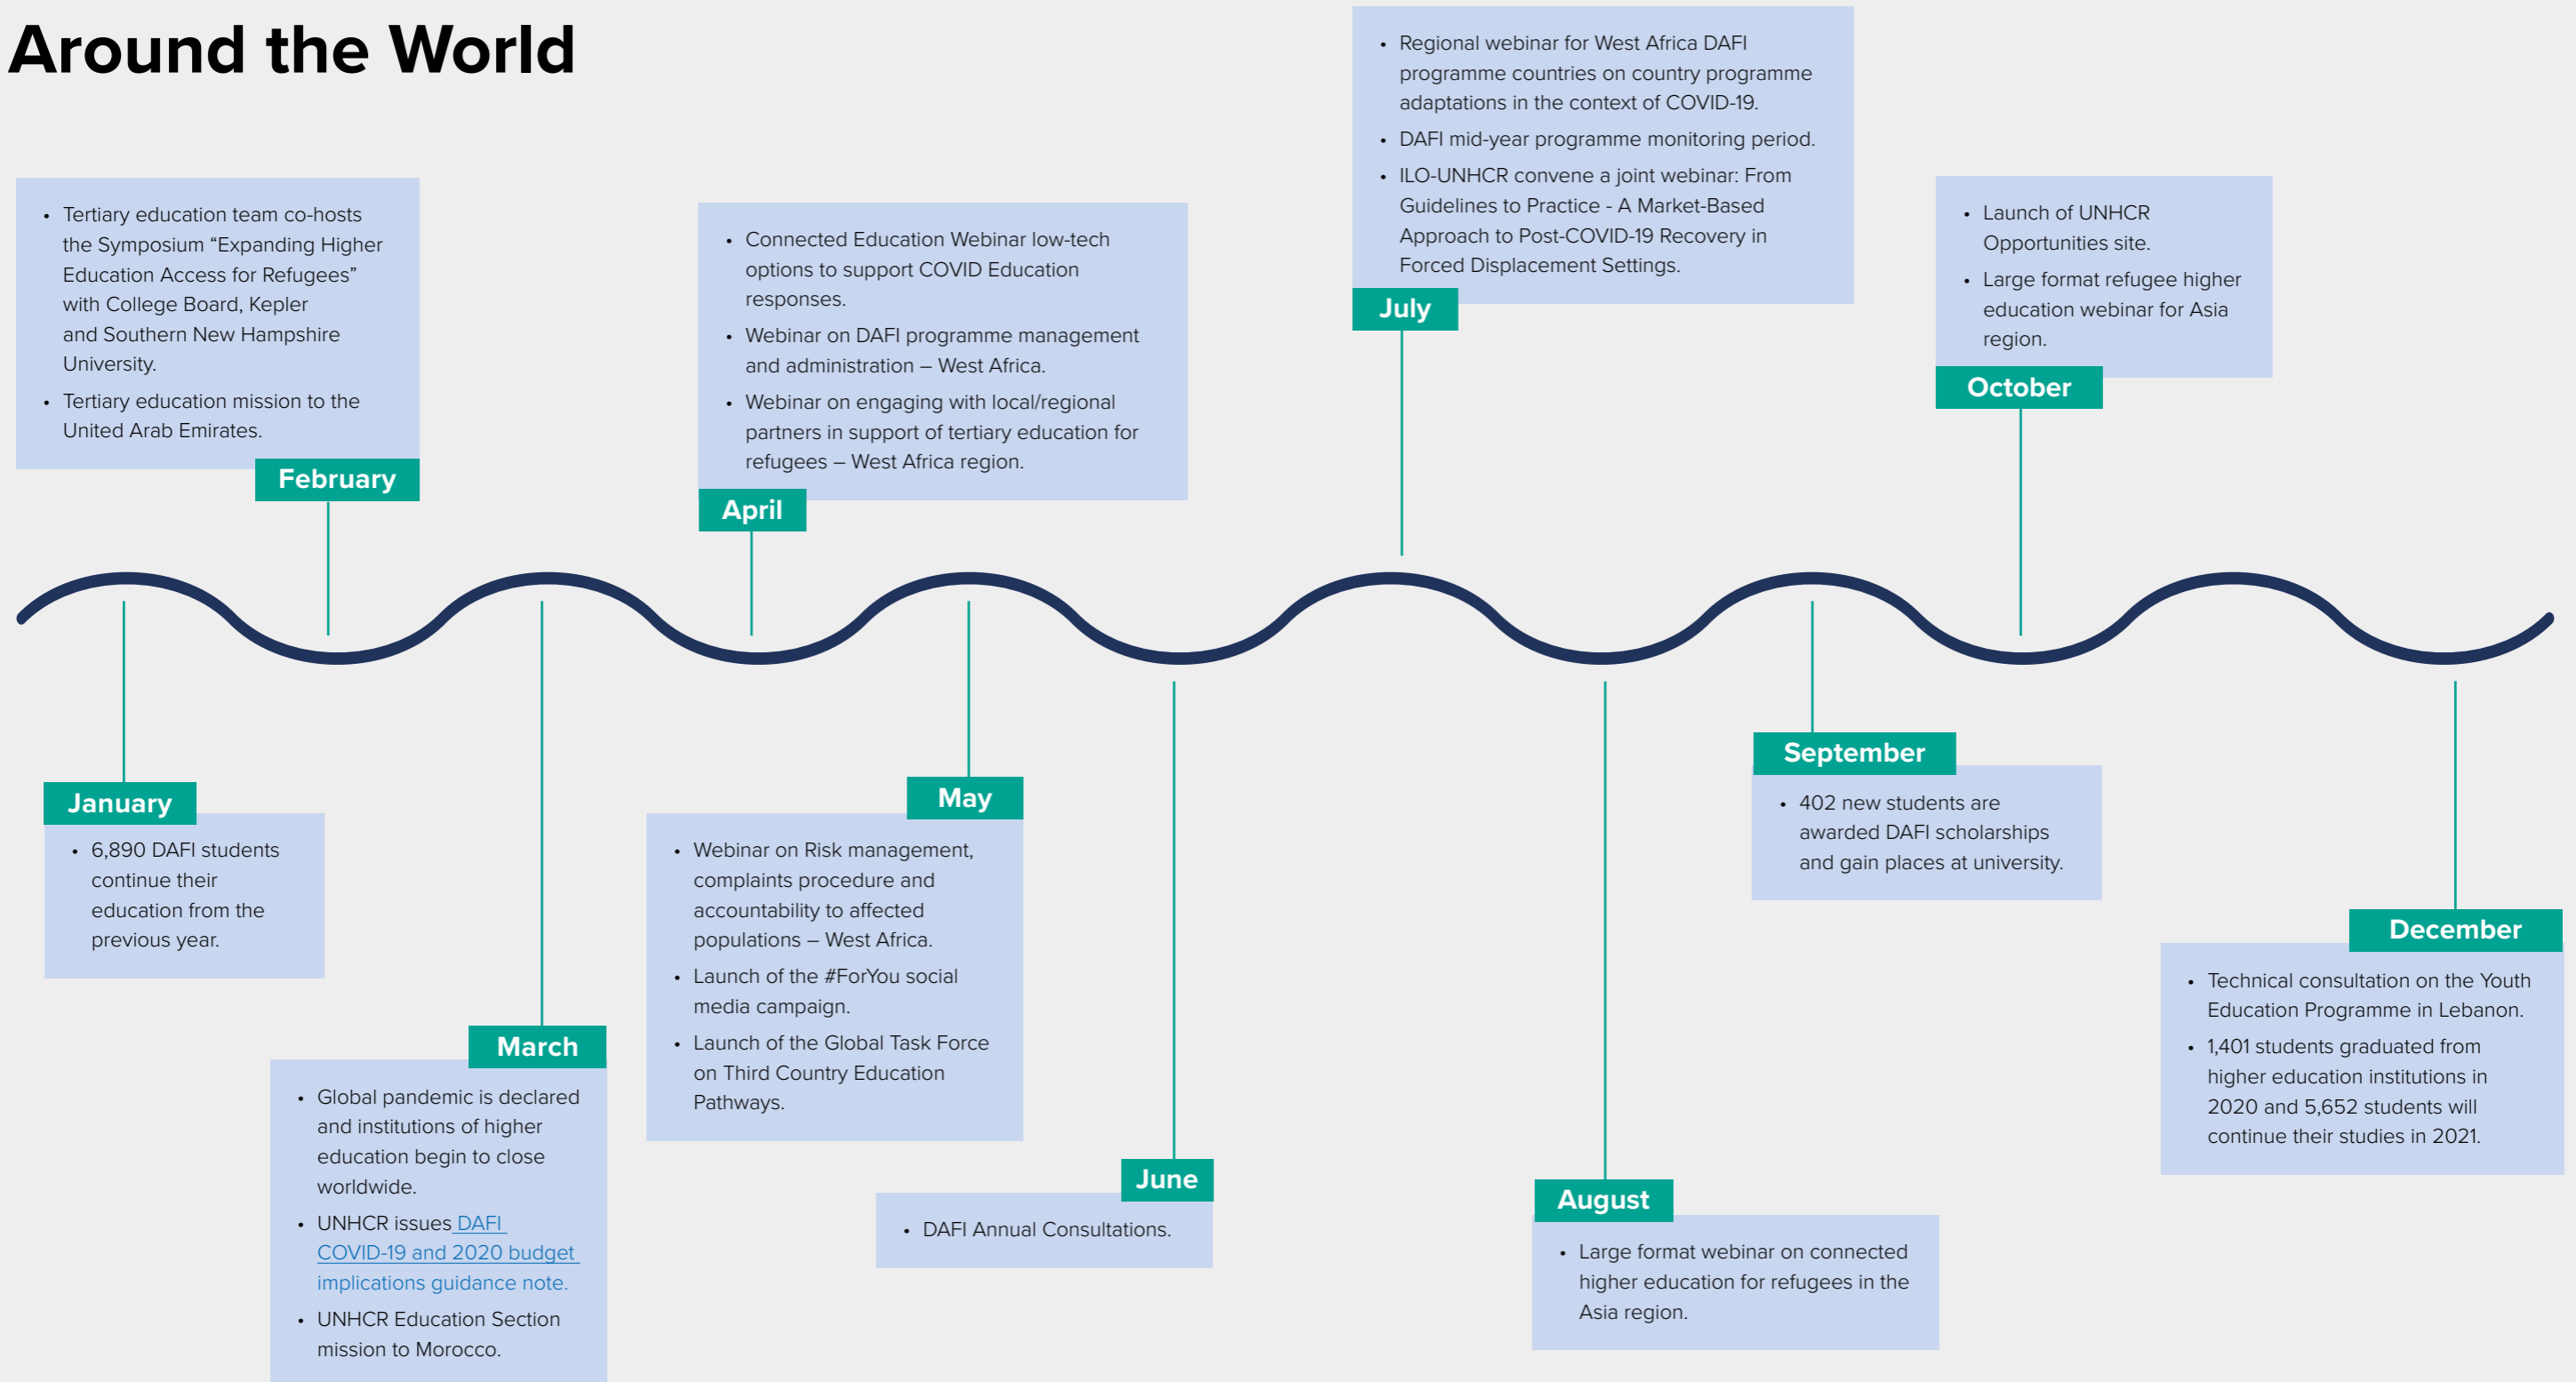 Around the World
• Tertiary education team co-hosts
the Symposium “Expanding Higher
Education Access for Refugees”
with College Board, Kepler
and Southern New Hampshire
University.
• Tertiary education mission to the
United Arab Emirates.
February
• Connected Education Webinar low-tech
options to support COVID Education
responses.
• Webinar on DAFI programme management
and administration – West Africa.
• Webinar on engaging with local/regional
partners in support of tertiary education for
refugees – West Africa region.
April
• Regional webinar for West Africa DAFI
programme countries on country programme
adaptations in the context of COVID-19.
• DAFI mid-year programme monitoring period.
• ILO-UNHCR convene a joint webinar: From
Guidelines to Practice - A Market-Based
Approach to Post-COVID-19 Recovery in
Forced Displacement Settings.
July
• Launch of UNHCR
Opportunities site.
• Large format refugee higher
education webinar for Asia
region.
October
January
• 6,890 DAFI students
continue their
education from the
previous year.
March
• Global pandemic is declared
and institutions of higher
education begin to close
worldwide.
• UNHCR issues DAFI
COVID-19 and 2020 budget
implications guidance note.
• UNHCR Education Section
mission to Morocco.
May
• Webinar on Risk management,
complaints procedure and
accountability to affected
populations – West Africa.
• Launch of the #ForYou social
media campaign.
• Launch of the Global Task Force
on Third Country Education
Pathways.
June
• DAFI Annual Consultations.
August
• Large format webinar on connected
higher education for refugees in the
Asia region.
September
• 402 new students are
awarded DAFI scholarships
and gain places at university.
December
• Technical consultation on the Youth
Education Programme in Lebanon.
• 1,401 students graduated from
higher education institutions in
2020 and 5,652 students will
continue their studies in 2021.